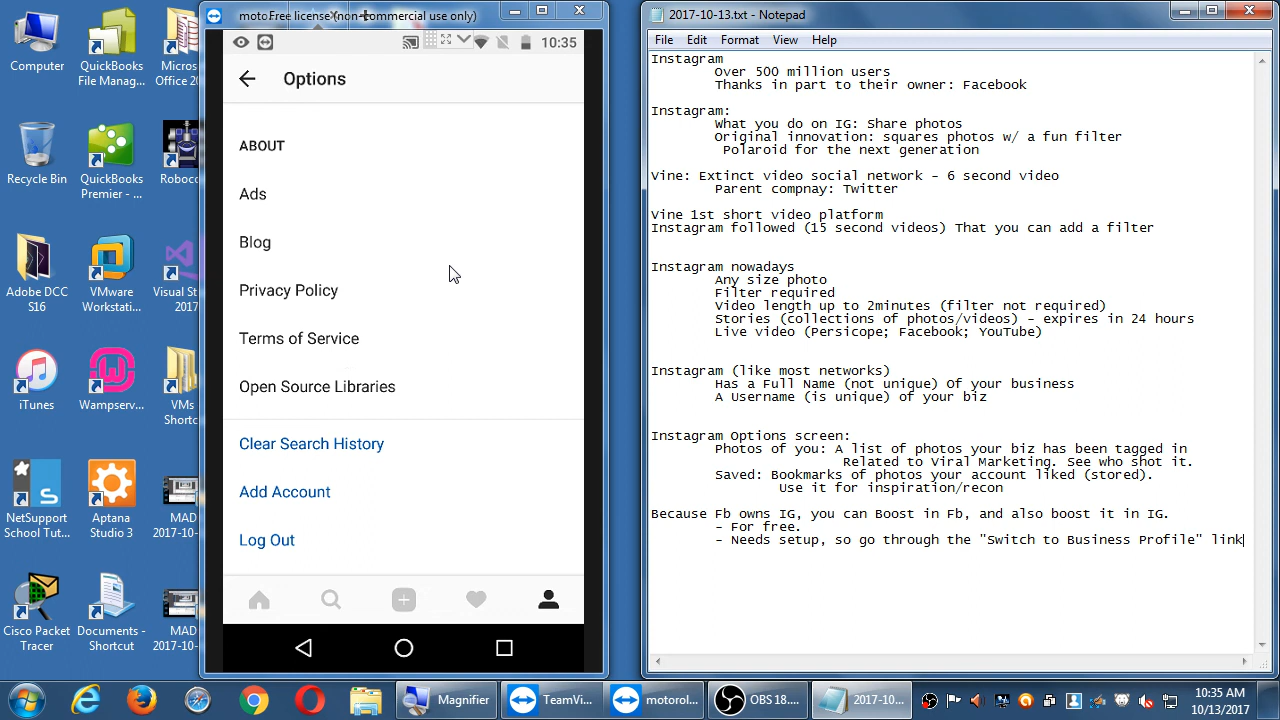 Computer
QuickBooks
File Manag...
Micros
Office 20
Recycle Bin
QuickBooks
Premier - ...
Roboco
Adobe DCC
S16
VMware
Workstati...
Visual St
2017
iTunes
Wampserv...
VMs
Shortc
NetSupport
School Tut...
Aptana
Studio 3
MAD
2017-10-
Cisco Packet
Tracer
Documents -
Shortcut
MAD
2017-10-
moto Free license (non-commercial use only)
10:35
Options
ABOUT
Ads
Blog
Privacy Policy
Terms of Service
Open Source Libraries
Clear Search History
Add Account
Log Out
2017-10-13.txt - Notepad
File Edit Format View Help
Instagram
Over 500 million users
Thanks in part to their owner: Facebook
Instagram:
What you do on IG: Share photos
Original innovation: squares photos w/ a fun filter
Polaroid for the next generation
Vine: Extinct video social network - 6 second video
Parent compnay: Twitter
Vine 1st short video platform
Instagram followed (15 second videos) That you can add a filter
Instagram nowadays
Any size photo
Filter required
Video length up to 2minutes (filter not required)
Stories (collections of photos/videos) - expires in 24 hours
Live video (Persicope; Facebook; YouTube)
Instagram (like most networks)
Has a Full Name (not unique) of your business
A Username (is unique) of your biz
Instagram Options screen:
Photos of you: A list of photos your biz has been tagged in
Related to Viral Marketing. See who shot it.
Saved: Bookmarks of photos your account liked (stored).
Use it for inspiration/recon
Because Fb owns IG, you can Boost in Fb, and also boost it in IG.
- For free.
- Needs setup, so go through the "Switch to Business Profile" link
Magnifier
TeamVi...
motorol...
OBS 18....
2017-10...
10:35 AM
10/13/2017